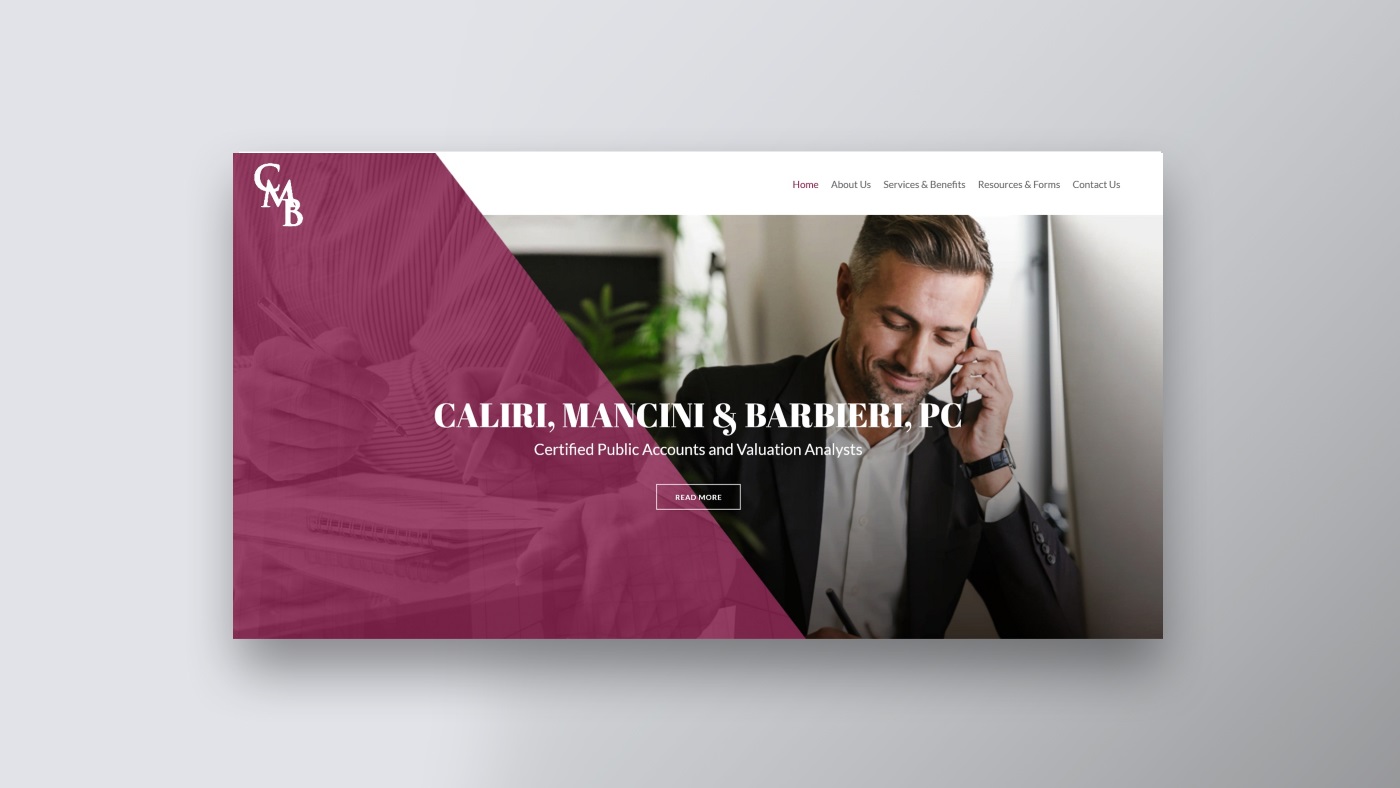 CMB
Home About Us Services & Benefits Resources & Forms Contact Us
CALIRI, MANCINI & BARBIERI, PC
Certified Public Accounts and Valuation Analysts
READ MORE